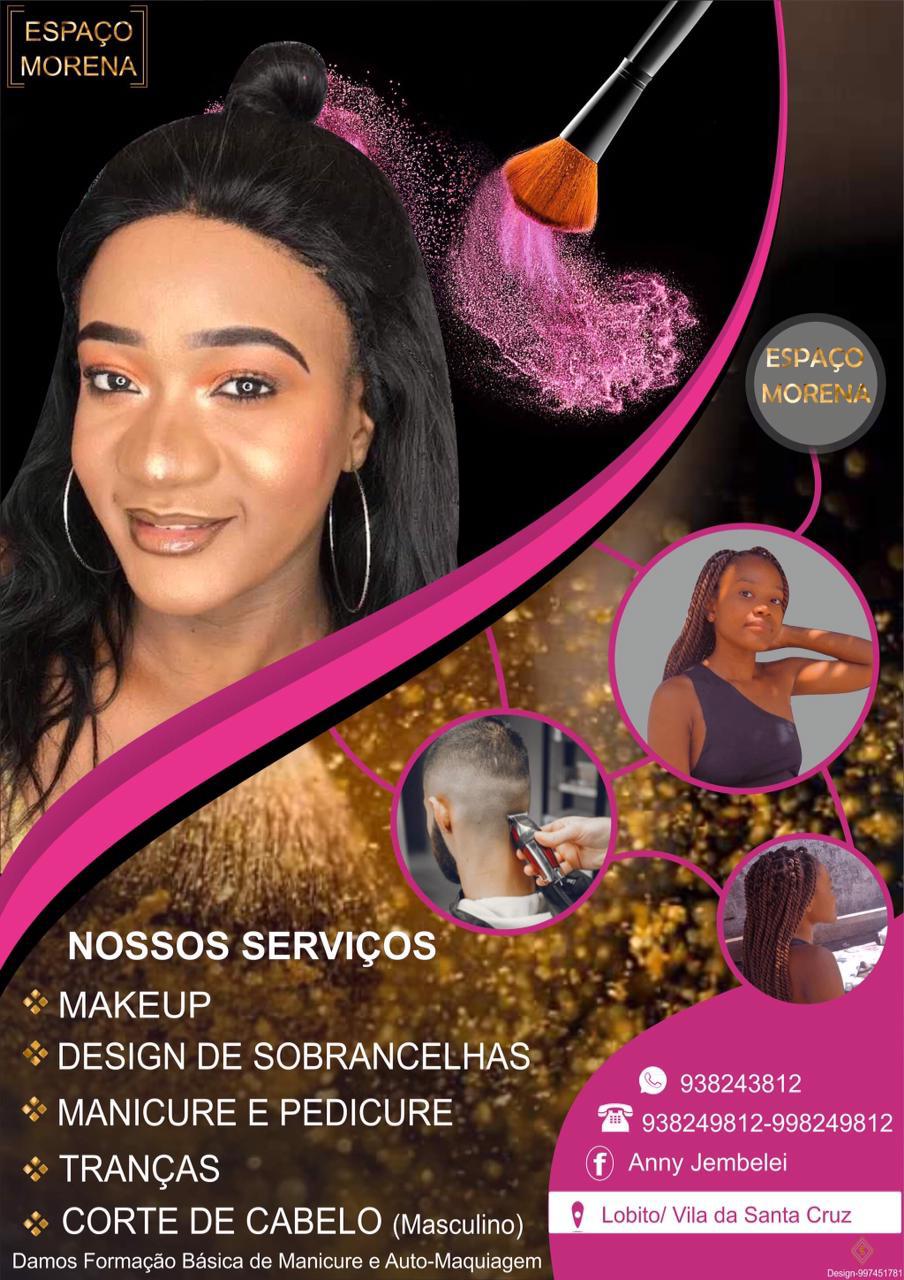 ESPAÇO
MORENA
ESPAÇO
MORENA
NOSSOS SERVIÇOS
MAKEUP
DESIGN DE SOBRANCELHAS
MANICURE E PEDICURE
TRANÇAS
CORTE DE CABELO (Masculino)
Damos Formação Básica de Manicure e Auto-Maquiagem
938243812
938249812-998249812
Anny Jembelei
Lobito/ Vila da Santa Cruz
Design-997451781